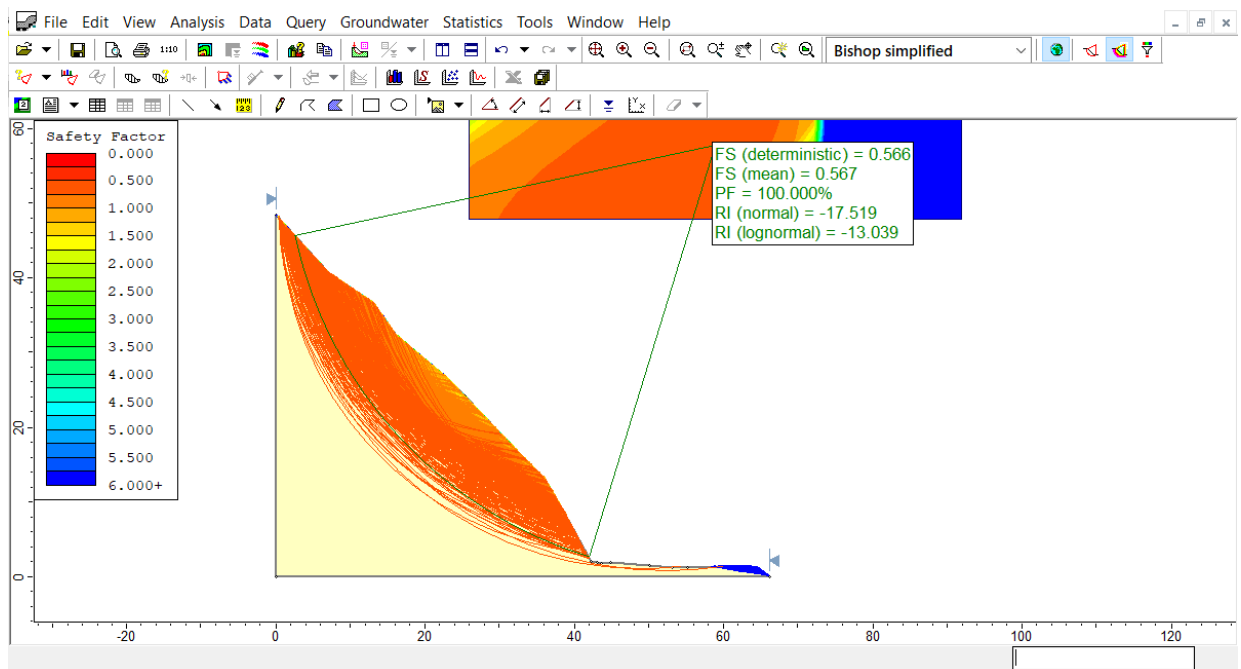 File Edit View Analysis Data Query Groundwater Statistics Tools Window Help
1:10
Bishop simplified
Safety Factor
0.000
0.500
1.000
1.500
2.000
2.500
3.000
3.500
4.000
4.500
5.000
5.500
6.000+
FS (deterministic) = 0.566
FS (mean) = 0.567
PF = 100.000%
RI (normal) = -17.519
RI (lognormal) = -13.039
60
40
20
0
-20 0 20 40 60 80 100 120